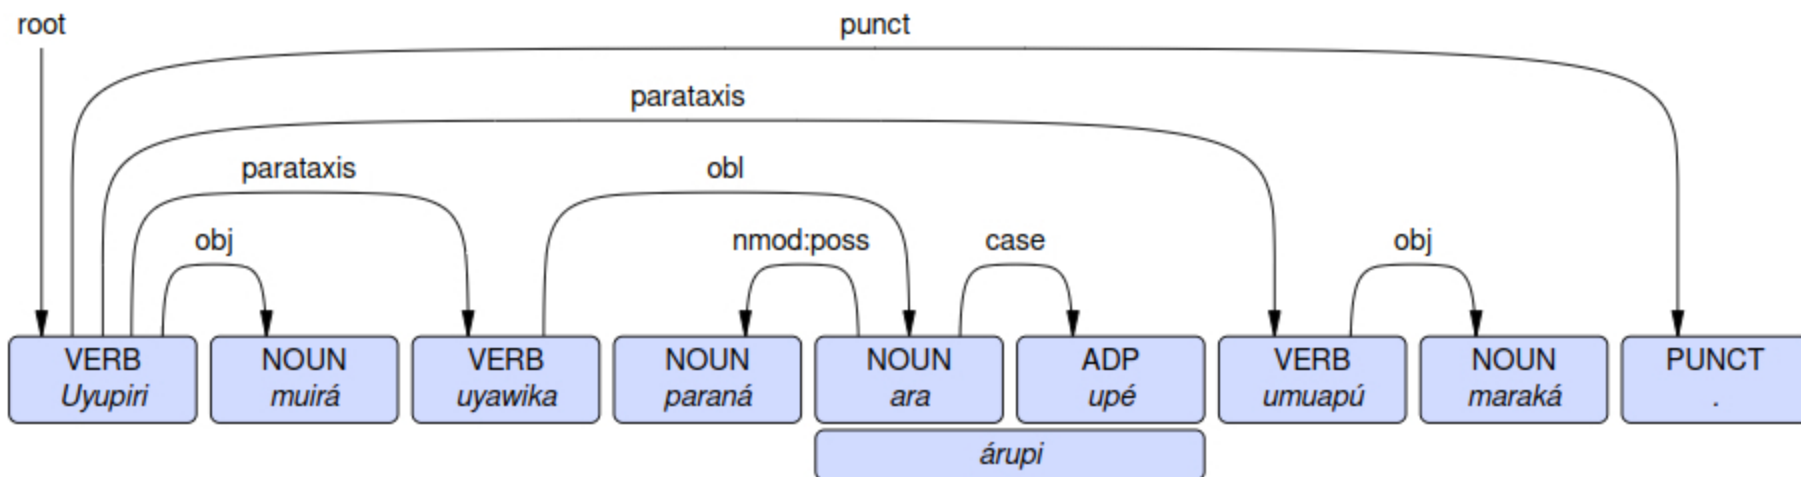 root punct
parataxis
parataxis obl
obj nmod:poss case obj
VERB NOUN VERB NOUN NOUN ADP VERB NOUN PUNCT
Uyupiri muirá uyawika paraná ara upé umuapú maraká .
árupi